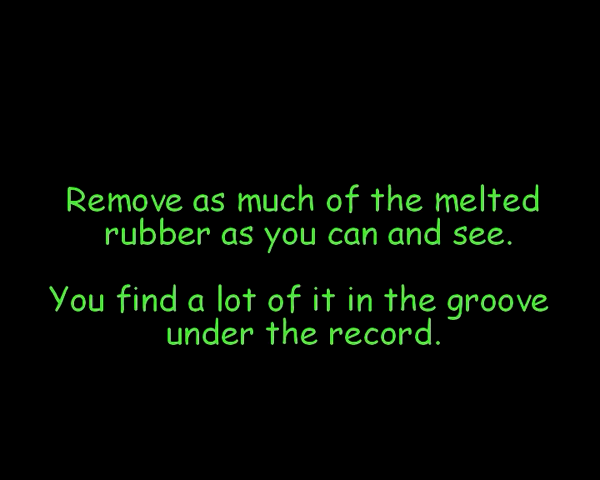 Remove as much of the melted
rubber as you can and see.
You find a lot of it in the groove
under the record.